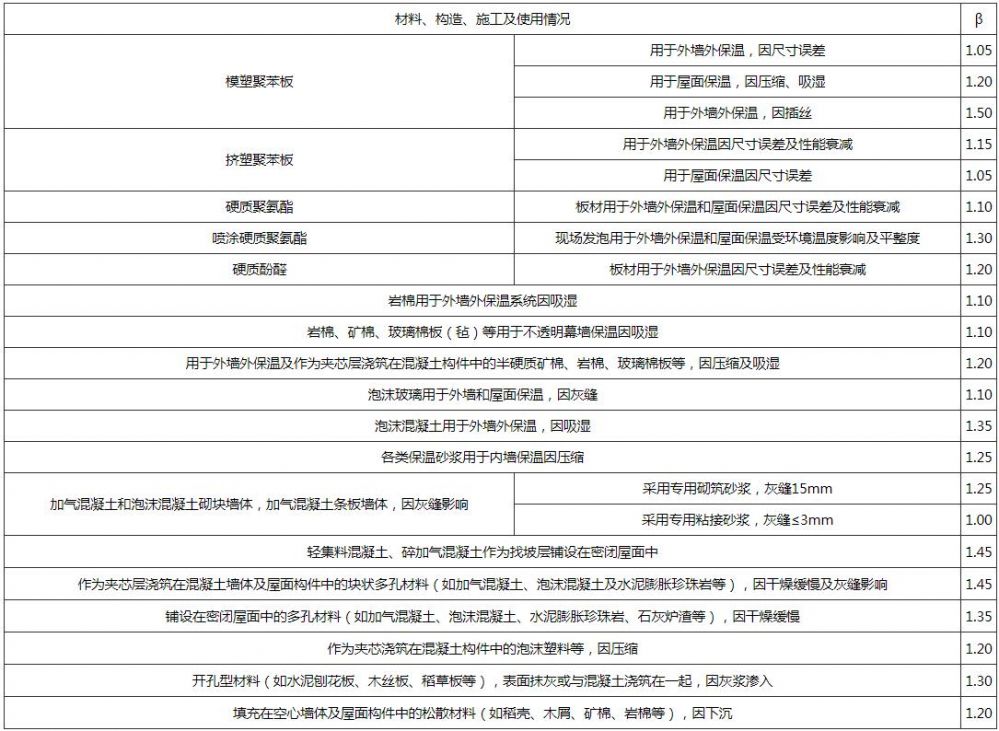 材料、构造、施工及使用情况 β
模塑聚苯板
用于外墙外保温，因尺寸误差 1.05
用于屋面保温，因压缩、吸湿 1.20
用于外墙外保温，因插丝 1.50
挤塑聚苯板
用于外墙外保温因尺寸误差及性能衰减 1.15
用于屋面保温因尺寸误差 1.05
硬质聚氨酯 板材用于外墙外保温和屋面保温因尺寸误差及性能衰减 1.10
喷涂硬质聚氨酯 现场发泡用于外墙外保温和屋面保温受环境温度影响及平整度 1.30
硬质酚醛 板材用于外墙外保温因尺寸误差及性能衰减 1.20
岩棉用于外墙外保温系统因吸湿 1.10
岩棉、矿棉、玻璃棉板（毡）等用于不透明幕墙保温因吸湿 1.10
用于外墙外保温及作为夹芯层浇筑在混凝土构件中的半硬质矿棉、岩棉、玻璃棉板等，因压缩及吸湿 1.20
泡沫玻璃用于外墙和屋面保温，因灰缝 1.10
泡沫混凝土用于外墙外保温，因吸湿 1.35
各类保温砂浆用于内墙保温因压缩 1.25
加气混凝土和泡沫混凝土砌块墙体，加气混凝土条板墙体，因灰缝影响
采用专用砌筑砂浆，灰缝15mm 1.25
采用专用粘接砂浆，灰缝≤3mm 1.00
轻集料混凝土、碎加气混凝土作为找坡层铺设在密闭屋面中 1.45
作为夹芯层浇筑在混凝土墙体及屋面构件中的块状多孔材料（如加气混凝土、泡沫混凝土及水泥膨胀珍珠岩等），因干燥缓慢及灰缝影响 1.45
铺设在密闭屋面中的多孔材料（如加气混凝土、泡沫混凝土、水泥膨胀珍珠岩、石灰炉渣等），因干燥缓慢 1.35
作为夹芯浇筑在混凝土构件中的泡沫塑料等，因压缩 1.20
开孔型材料（如水泥刨花板、木丝板、稻草板等），表面抹灰或与混凝土浇筑在一起，因灰浆渗入 1.30
填充在空心墙体及屋面构件中的松散材料（如稻壳、木屑、矿棉、岩棉等），因下沉 1.20